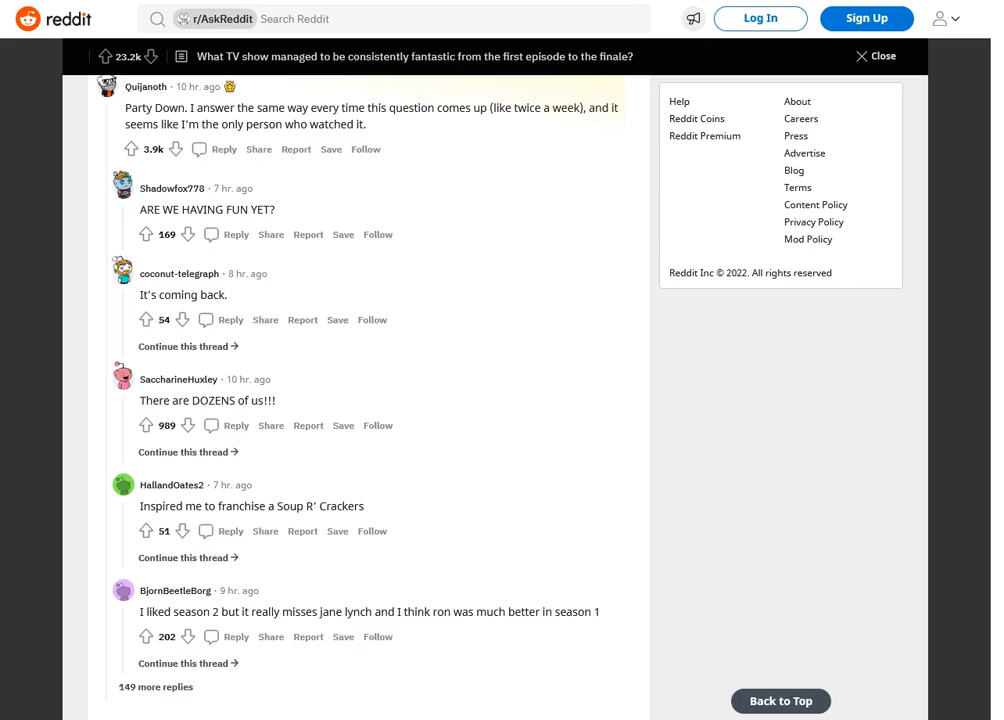 reddit
r/AskReddit Search Reddit
Log In
Sign Up
23.2k What TV show managed to be consistently fantastic from the first episode to the finale?
Close
Quijanoth · 10 hr. ago
Party Down. I answer the same way every time this question comes up (like twice a week), and it
seems like I'm the only person who watched it.
3.9k Reply Share Report Save Follow
Shadowfox778 · 7 hr. ago
ARE WE HAVING FUN YET?
169 Reply Share Report Save Follow
coconut-telegraph · 8 hr. ago
It's coming back.
54 Reply Share Report Save Follow
Continue this thread →
SaccharineHuxley · 10 hr. ago
There are DOZENS of us!!!
989 Reply Share Report Save Follow
Continue this thread →
HallandOates2 · 7 hr. ago
Inspired me to franchise a Soup R' Crackers
51 Reply Share Report Save Follow
Continue this thread →
BjornBeetleBorg · 9 hr. ago
I liked season 2 but it really misses jane lynch and I think ron was much better in season 1
202 Reply Share Report Save Follow
Continue this thread →
149 more replies
Help
Reddit Coins
Reddit Premium
About
Careers
Press
Advertise
Blog
Terms
Content Policy
Privacy Policy
Mod Policy
Reddit Inc © 2022. All rights reserved
Back to Top